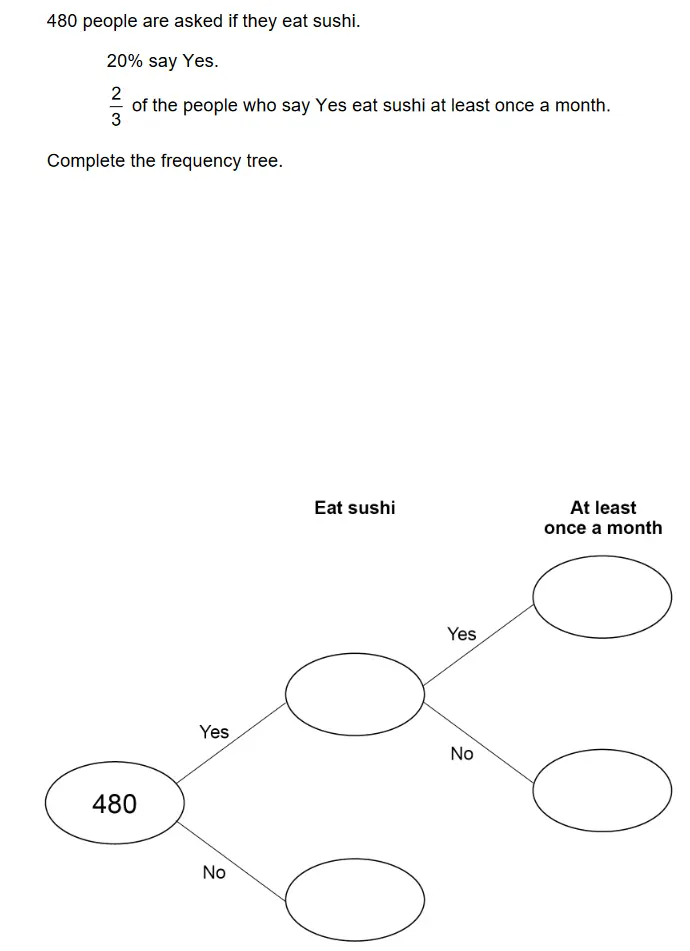 480 people are asked if they eat sushi.
20% say Yes.
2/3 of the people who say Yes eat sushi at least once a month.
Complete the frequency tree.
Eat sushi
At least
once a month
Yes
Yes
No
480
No